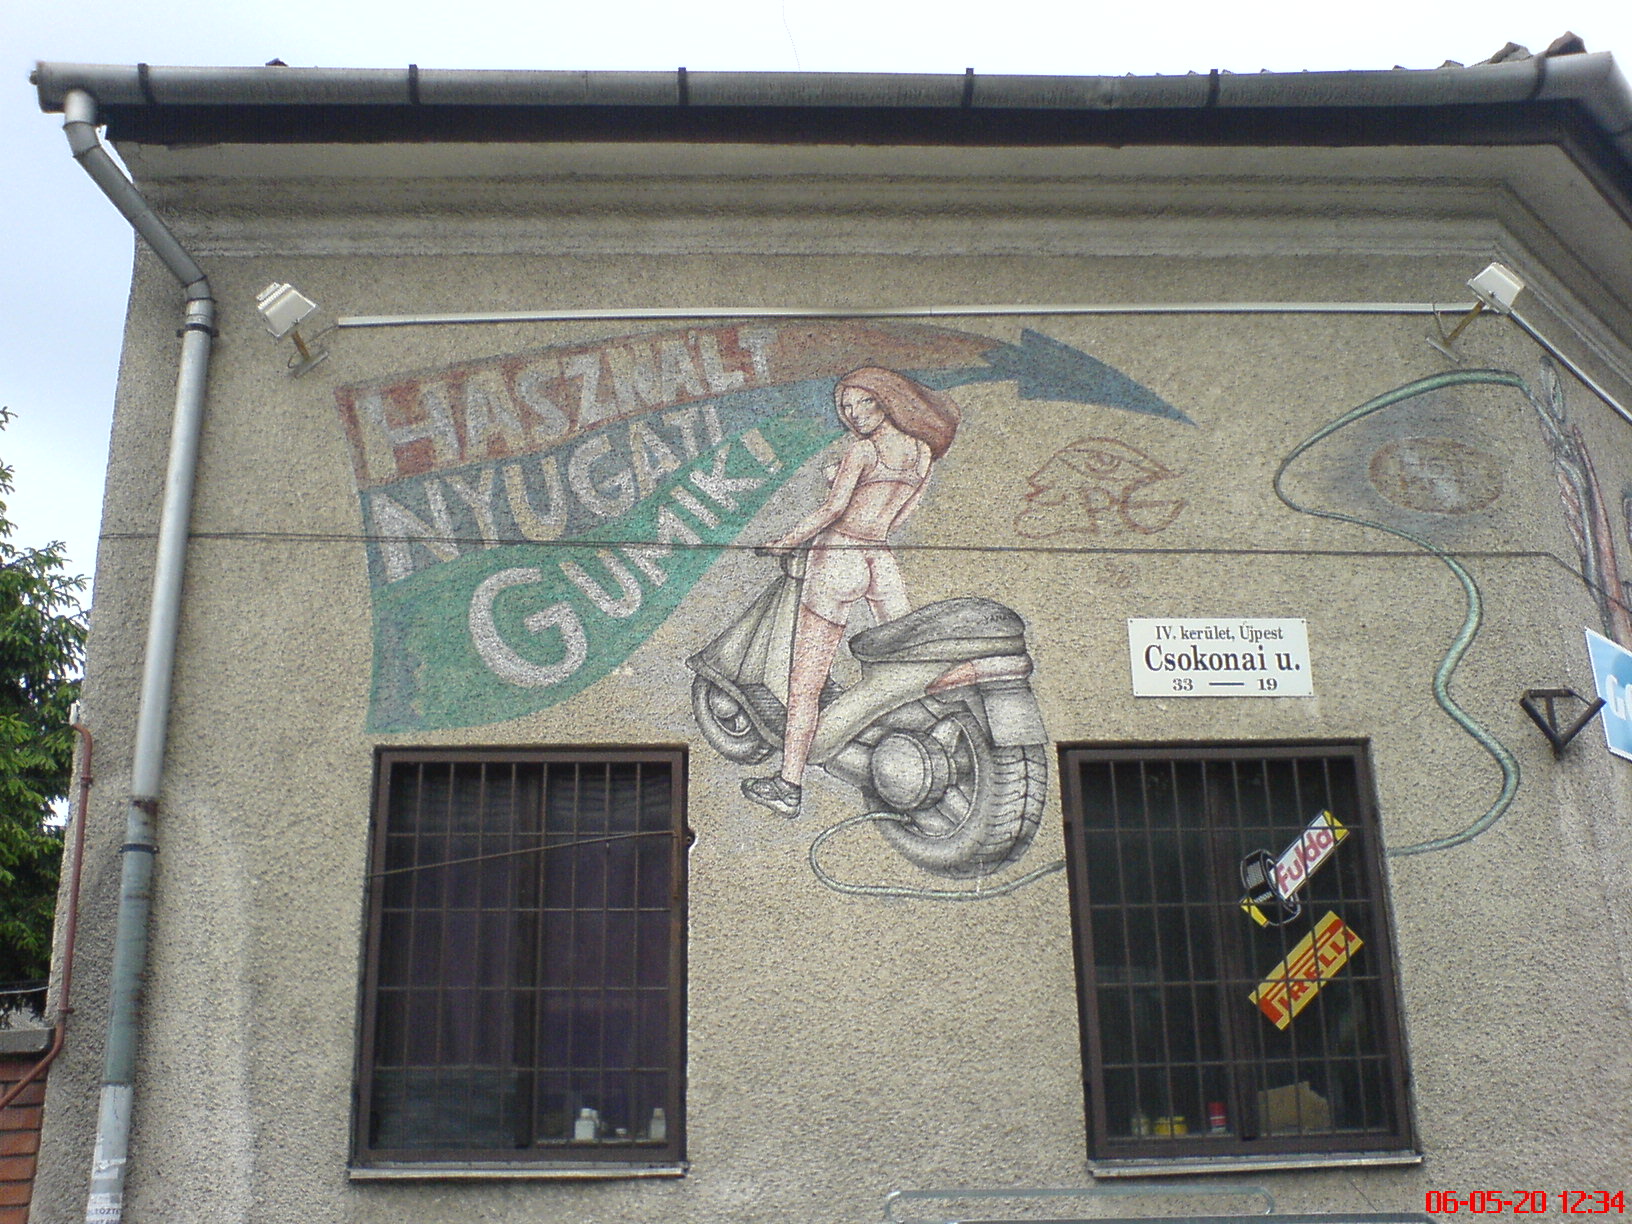 HASZNÁLT
NYUGATI
GUMIK!
IV. kerület, Újpest
Csokonai u.
33 — 19
Fulda
PIRELLI
06-05-20 12:34